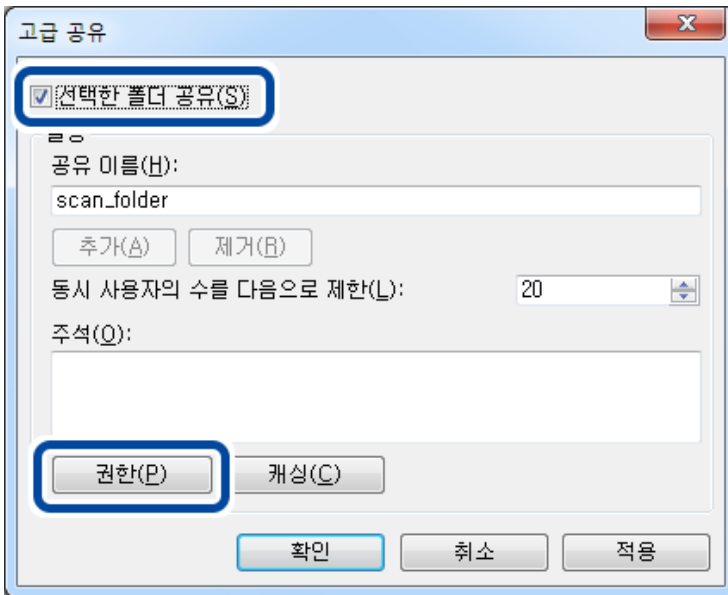 고급 공유
선택한 폴더 공유(S)
공유 이름(H):
scan_folder
추가(A) 제거(R)
동시 사용자의 수를 다음으로 제한(L): 20
주석(O):
권한(P) 캐싱(C)
확인 취소 적용